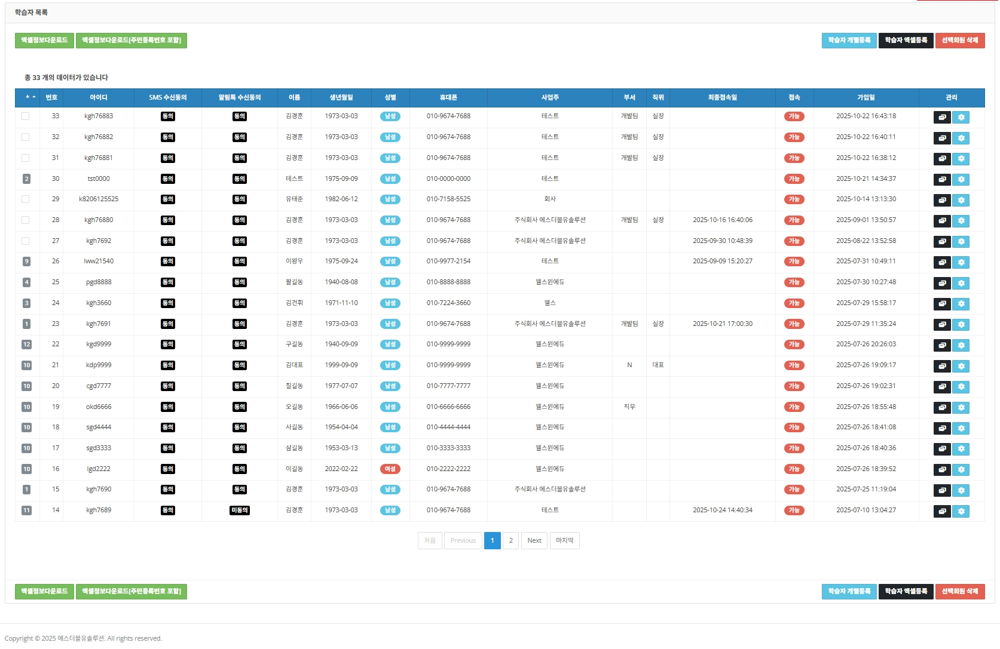 학습자 목록
엑셀정보다운로드 엑셀정보다운로드[주민등록번호 포함] 학습자 개별등록 학습자 엑셀등록 선택회원 삭제
총 33 개의 데이터가 있습니다
* 번호 아이디 SMS 수신동의 알림톡 수신동의 이름 생년월일 성별 휴대폰 사업주 부서 직위 최종접속일 접속 가입일 관리
33 kgh76883 동의 동의 김경훈 1973-03-03 남성 010-9674-7688 테스트 개발팀 실장 가능 2025-10-22 16:43:18
32 kgh76882 동의 동의 김경훈 1973-03-03 남성 010-9674-7688 테스트 개발팀 실장 가능 2025-10-22 16:40:11
31 kgh76881 동의 동의 김경훈 1973-03-03 남성 010-9674-7688 테스트 개발팀 실장 가능 2025-10-22 16:38:12
2 30 tst0000 동의 동의 테스트 1975-09-09 남성 010-0000-0000 테스트 가능 2025-10-21 14:34:37
29 k8206125525 동의 동의 유태준 1982-06-12 남성 010-7158-5525 회사 가능 2025-10-14 13:13:30
28 kgh76880 동의 동의 김경훈 1973-03-03 남성 010-9674-7688 주식회사 에스더블유솔루션 개발팀 실장 2025-10-16 16:40:06 가능 2025-09-01 13:50:57
27 kgh7692 동의 동의 김경훈 1973-03-03 남성 010-9674-7688 주식회사 에스더블유솔루션 2025-09-30 10:48:39 가능 2025-08-22 13:52:58
9 26 lww21540 동의 동의 이왕우 1975-09-24 남성 010-9977-2154 테스트 2025-09-09 15:20:27 가능 2025-07-31 10:49:11
4 25 pgd8888 동의 동의 팔길동 1940-08-08 남성 010-8888-8888 웰스윈에듀 가능 2025-07-30 10:27:48
3 24 kgh3660 동의 동의 김건휘 1971-11-10 남성 010-7224-3660 웰스 가능 2025-07-29 15:58:17
1 23 kgh7691 동의 동의 김경훈 1973-03-03 남성 010-9674-7688 주식회사 에스더블유솔루션 개발팀 실장 2025-10-21 17:00:30 가능 2025-07-29 11:35:24
12 22 kgd9999 동의 동의 구길동 1940-09-09 남성 010-9999-9999 웰스윈에듀 가능 2025-07-26 20:26:03
10 21 kdp9999 동의 동의 김대표 1999-09-09 남성 010-9999-9999 웰스윈에듀 N 대표 가능 2025-07-26 19:09:17
10 20 cgd7777 동의 동의 칠길동 1977-07-07 남성 010-7777-7777 웰스윈에듀 가능 2025-07-26 19:02:31
10 19 okd6666 동의 동의 오길동 1966-06-06 남성 010-6666-6666 웰스윈에듀 직무 가능 2025-07-26 18:55:48
10 18 sgd4444 동의 동의 사길동 1954-04-04 남성 010-4444-4444 웰스윈에듀 가능 2025-07-26 18:41:08
10 17 sgd3333 동의 동의 삼길동 1953-03-13 남성 010-3333-3333 웰스윈에듀 가능 2025-07-26 18:40:36
10 16 lgd2222 동의 동의 이길동 2022-02-22 여성 010-2222-2222 웰스윈에듀 가능 2025-07-26 18:39:52
1 15 kgh7690 동의 동의 김경훈 1973-03-03 남성 010-9674-7688 주식회사 에스더블유솔루션 가능 2025-07-25 11:19:04
11 14 kgh7689 동의 미동의 김경훈 1973-03-03 남성 010-9674-7688 테스트 2025-10-24 14:40:34 가능 2025-07-10 13:04:27
처음 Previous 1 2 Next 마지막
엑셀정보다운로드 엑셀정보다운로드[주민등록번호 포함] 학습자 개별등록 학습자 엑셀등록 선택회원 삭제
Copyright © 2025 에스더블유솔루션. All rights reserved.